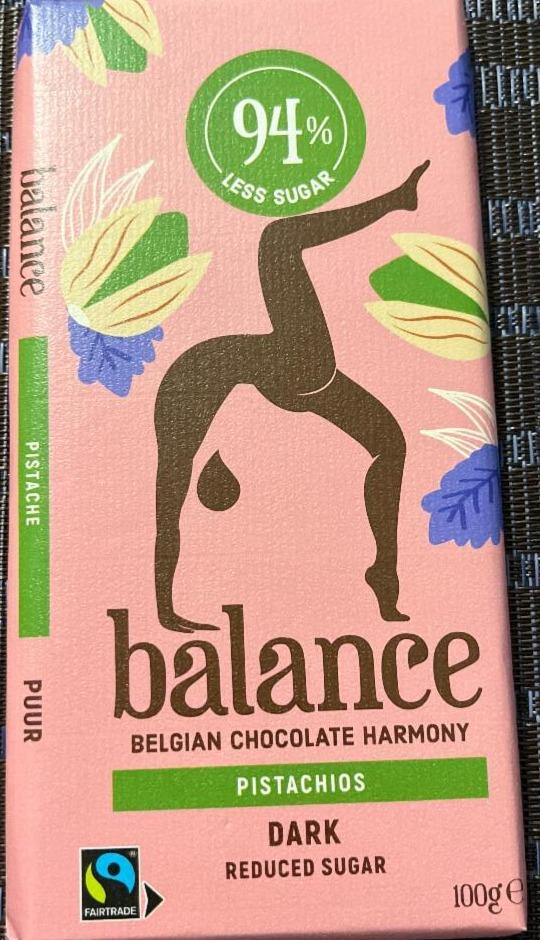 94%
LESS SUGAR
balance
PISTACHE
PUUR
balance
BELGIAN CHOCOLATE HARMONY
PISTACHIOS
DARK
REDUCED SUGAR
100g ℮
FAIRTRADE